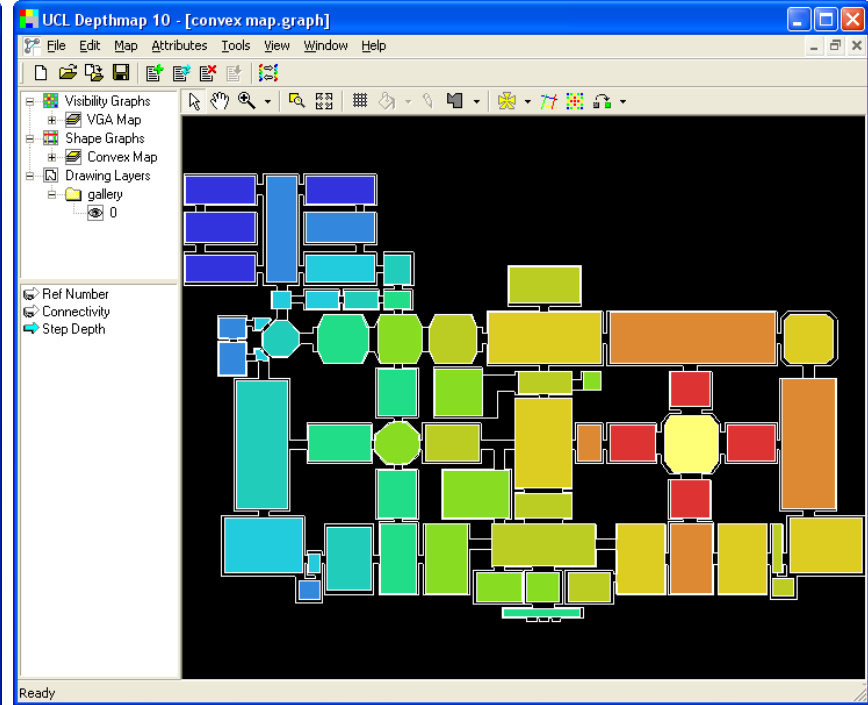 UCL Depthmap 10 - [convex map.graph]
File Edit Map Attributes Tools View Window Help
Visibility Graphs
VGA Map
Shape Graphs
Convex Map
Drawing Layers
gallery
0
Ref Number
Connectivity
Step Depth
Ready